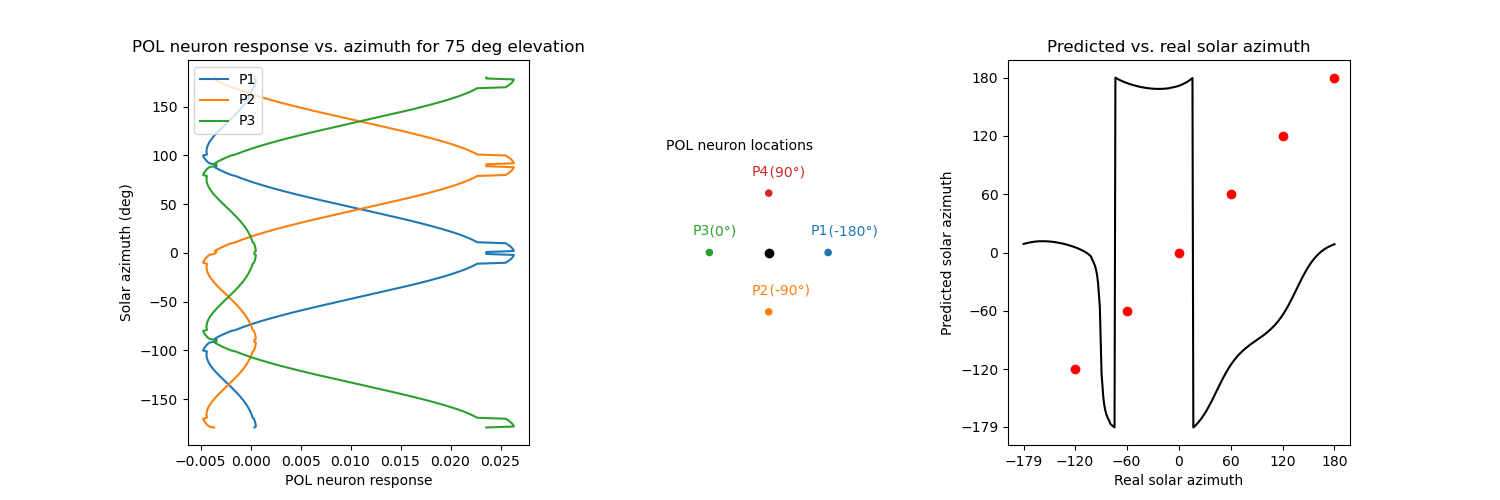 POL neuron response vs. azimuth for 75 deg elevation
P1
P2
P3
150
100
50
0
−50
−100
−150
Solar azimuth (deg)
−0.005 0.000 0.005 0.010 0.015 0.020 0.025
POL neuron response
POL neuron locations
P4(90°)
P3(0°)
P1(-180°)
P2(-90°)
Predicted vs. real solar azimuth
180
120
60
0
−60
−120
−179
Predicted solar azimuth
−179 −120 −60 0 60 120 180
Real solar azimuth